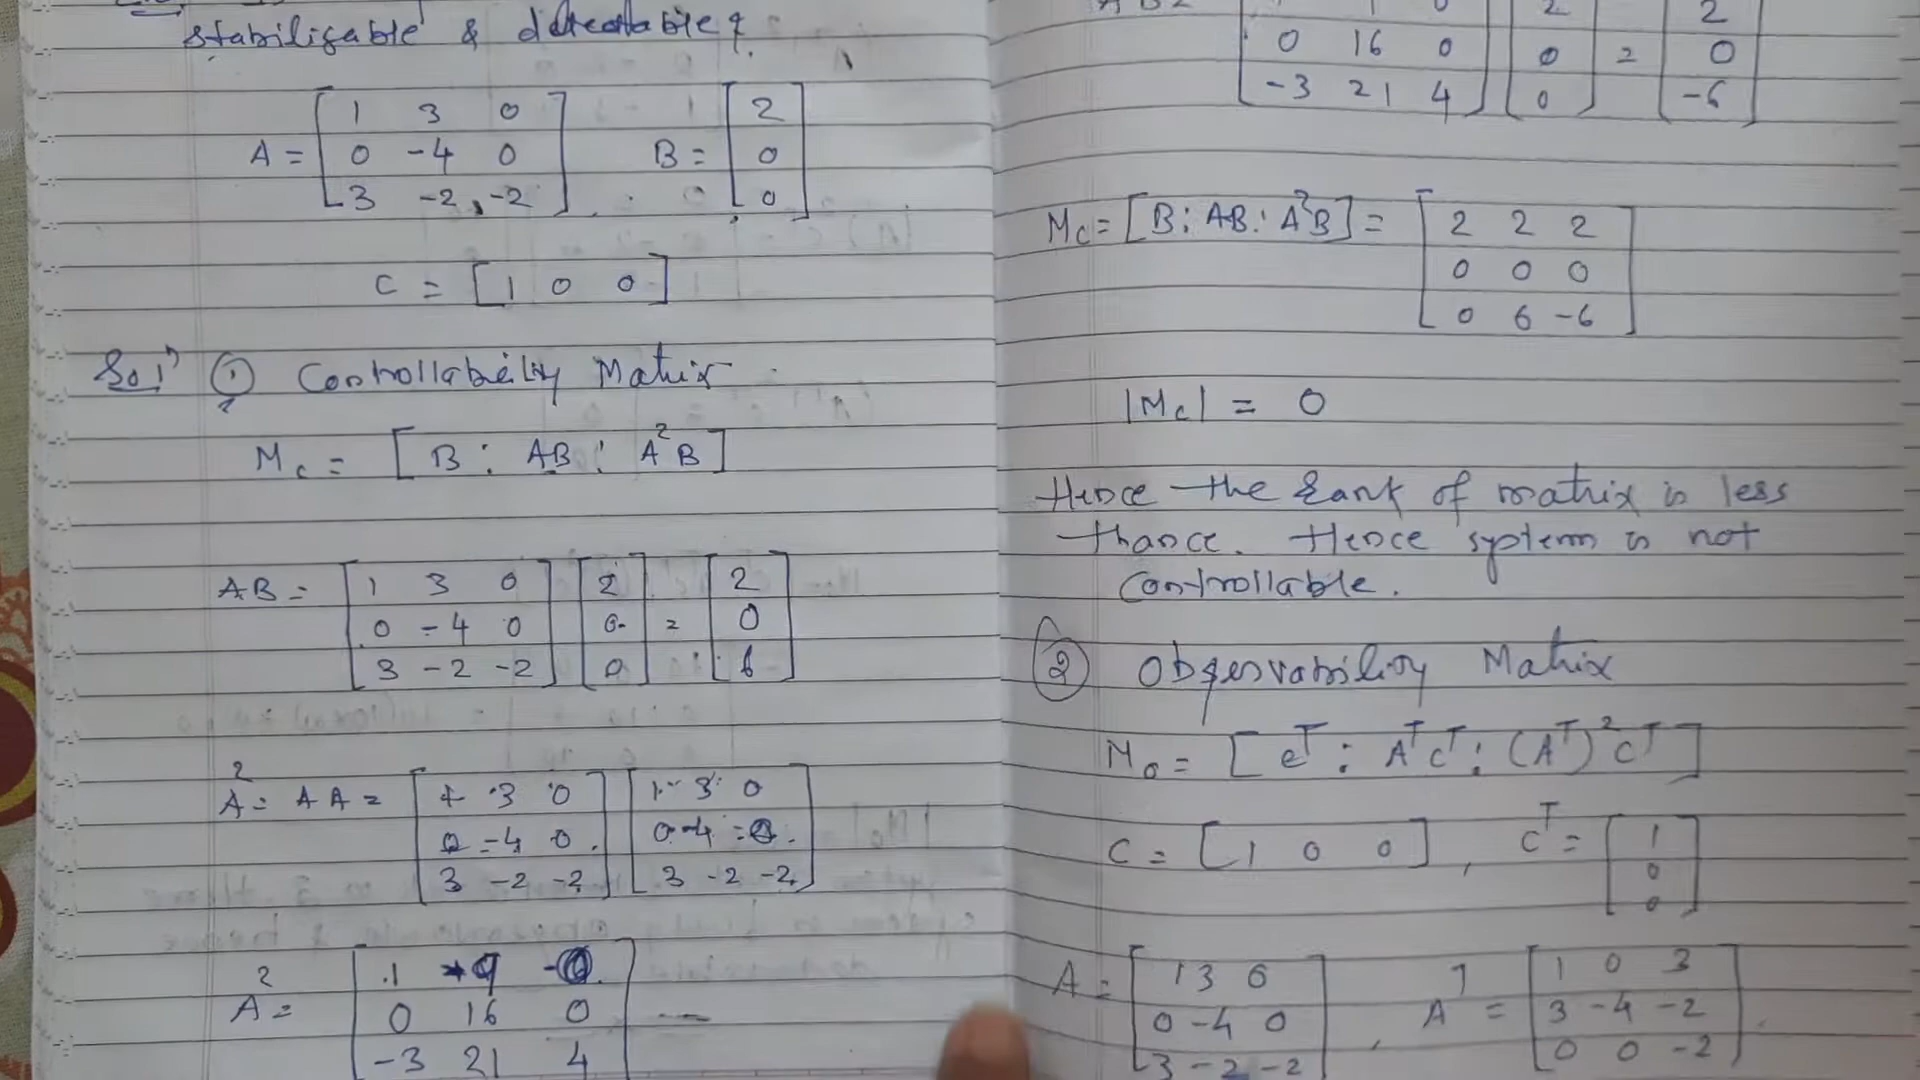 stabilisable & detectable?
A = [ 1 3 0
0 -4 0
3 -2 -2 ]
B = [ 2
0
0 ]
C = [ 1 0 0 ]
Solⁿ ① Controllability Matrix
Mc = [ B : AB : A²B ]
AB = [ 1 3 0
0 -4 0
3 -2 -2 ] [ 2
0
0 ] = [ 2
0
6 ]
A² = A A = [ 1 3 0
0 -4 0
3 -2 -2 ] [ 1 3 0
0 -4 0
3 -2 -2 ]
A² = [ 1 -9 0
0 16 0
-3 21 4 ]
0 16 0
-3 21 4 ] 2
0
0 ] = 2
0
-6 ]
Mc = [ B : AB : A²B ] = [ 2 2 2
0 0 0
0 6 -6 ]
|Mc| = 0
Hence the rank of matrix is less
thance. Hence system is not
controllable.
② Observability Matrix
Mo = [ Cᵀ : AᵀCᵀ : (Aᵀ)²Cᵀ ]
C = [ 1 0 0 ] , Cᵀ = [ 1
0
0 ]
A = [ 1 3 0
0 -4 0
3 -2 -2 ] , Aᵀ = [ 1 0 3
3 -4 -2
0 0 -2 ]